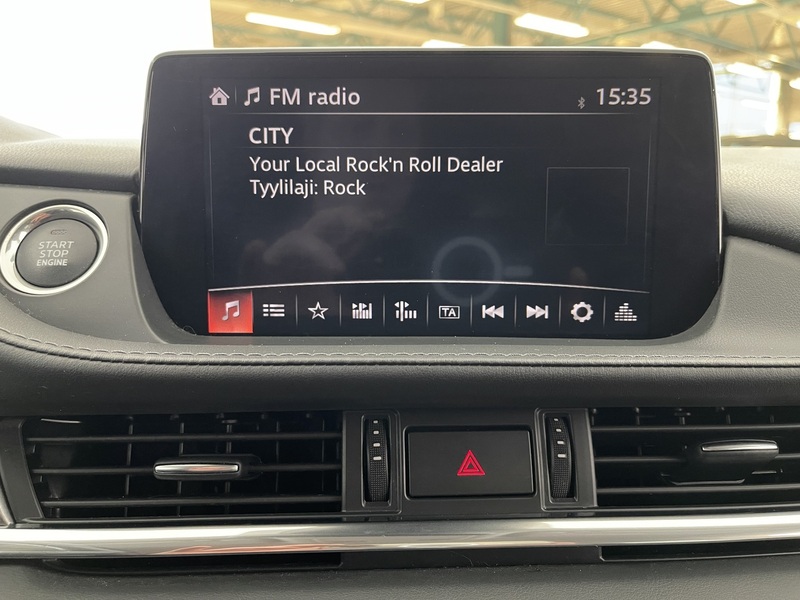 FM radio
15:35
CITY
Your Local Rock'n Roll Dealer
Tyylilaji: Rock
START
STOP
ENGINE
TA